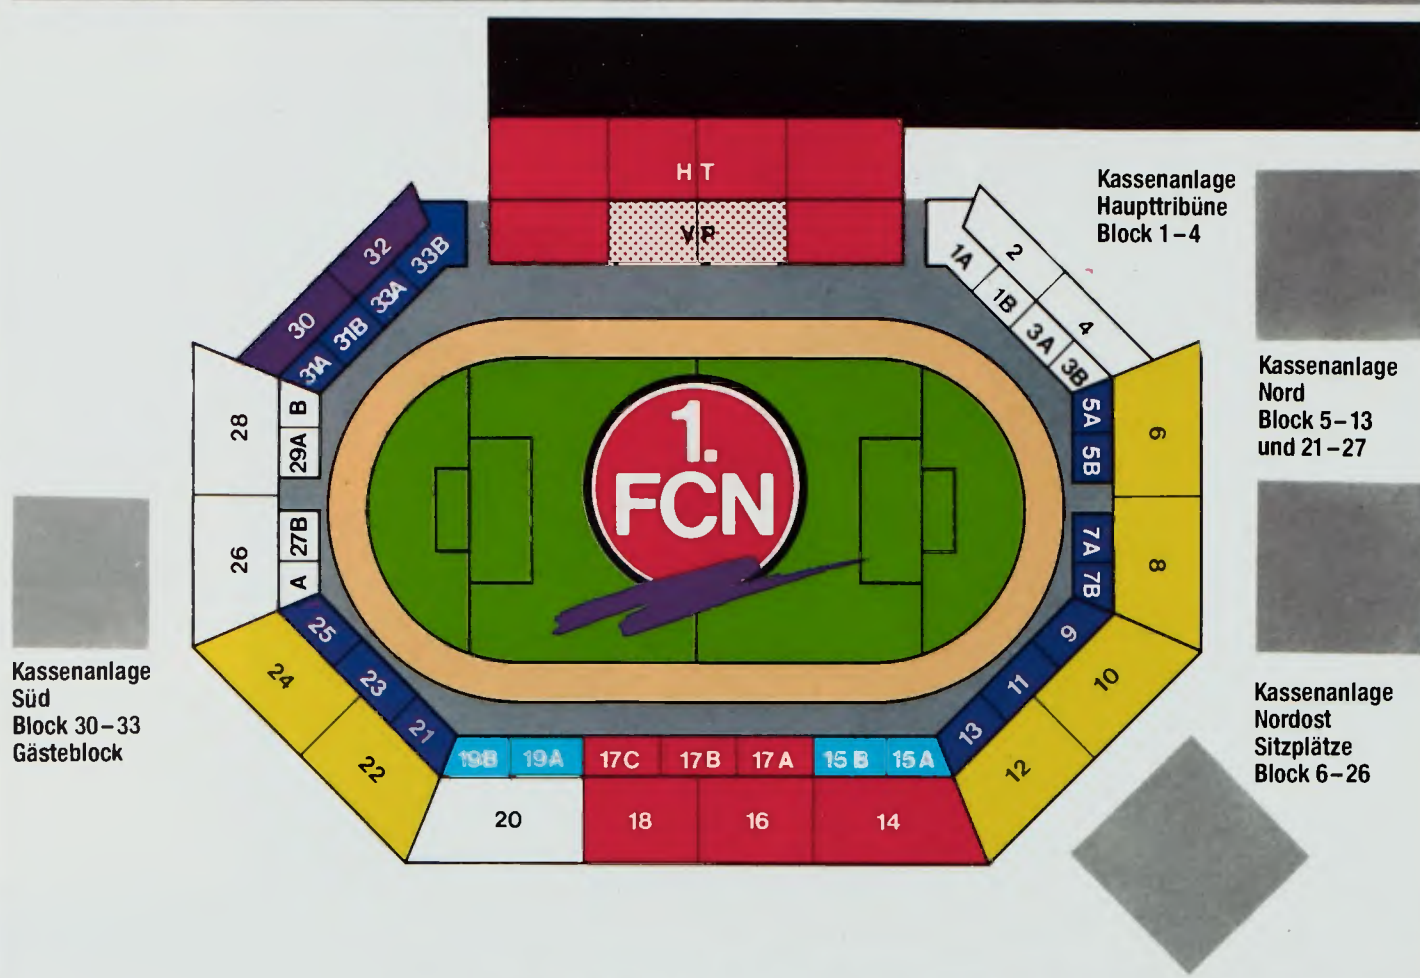 H T
VP
Kassenanlage
Haupttribüne
Block 1–4
32
33B
33A
30
31B
31A
2
1A
1B
4
3A
3B
Kassenanlage
Nord
Block 5–13
und 21–27
28
B
29A
26
27B
A
1.
FCN
5A
5B
6
7A
7B
8
Kassenanlage
Süd
Block 30–33
Gästeblock
25
24
23
21
22
9
10
11
13
12
Kassenanlage
Nordost
Sitzplätze
Block 6–26
19B 19A 17C 17B 17A 15B 15A
20 18 16 14